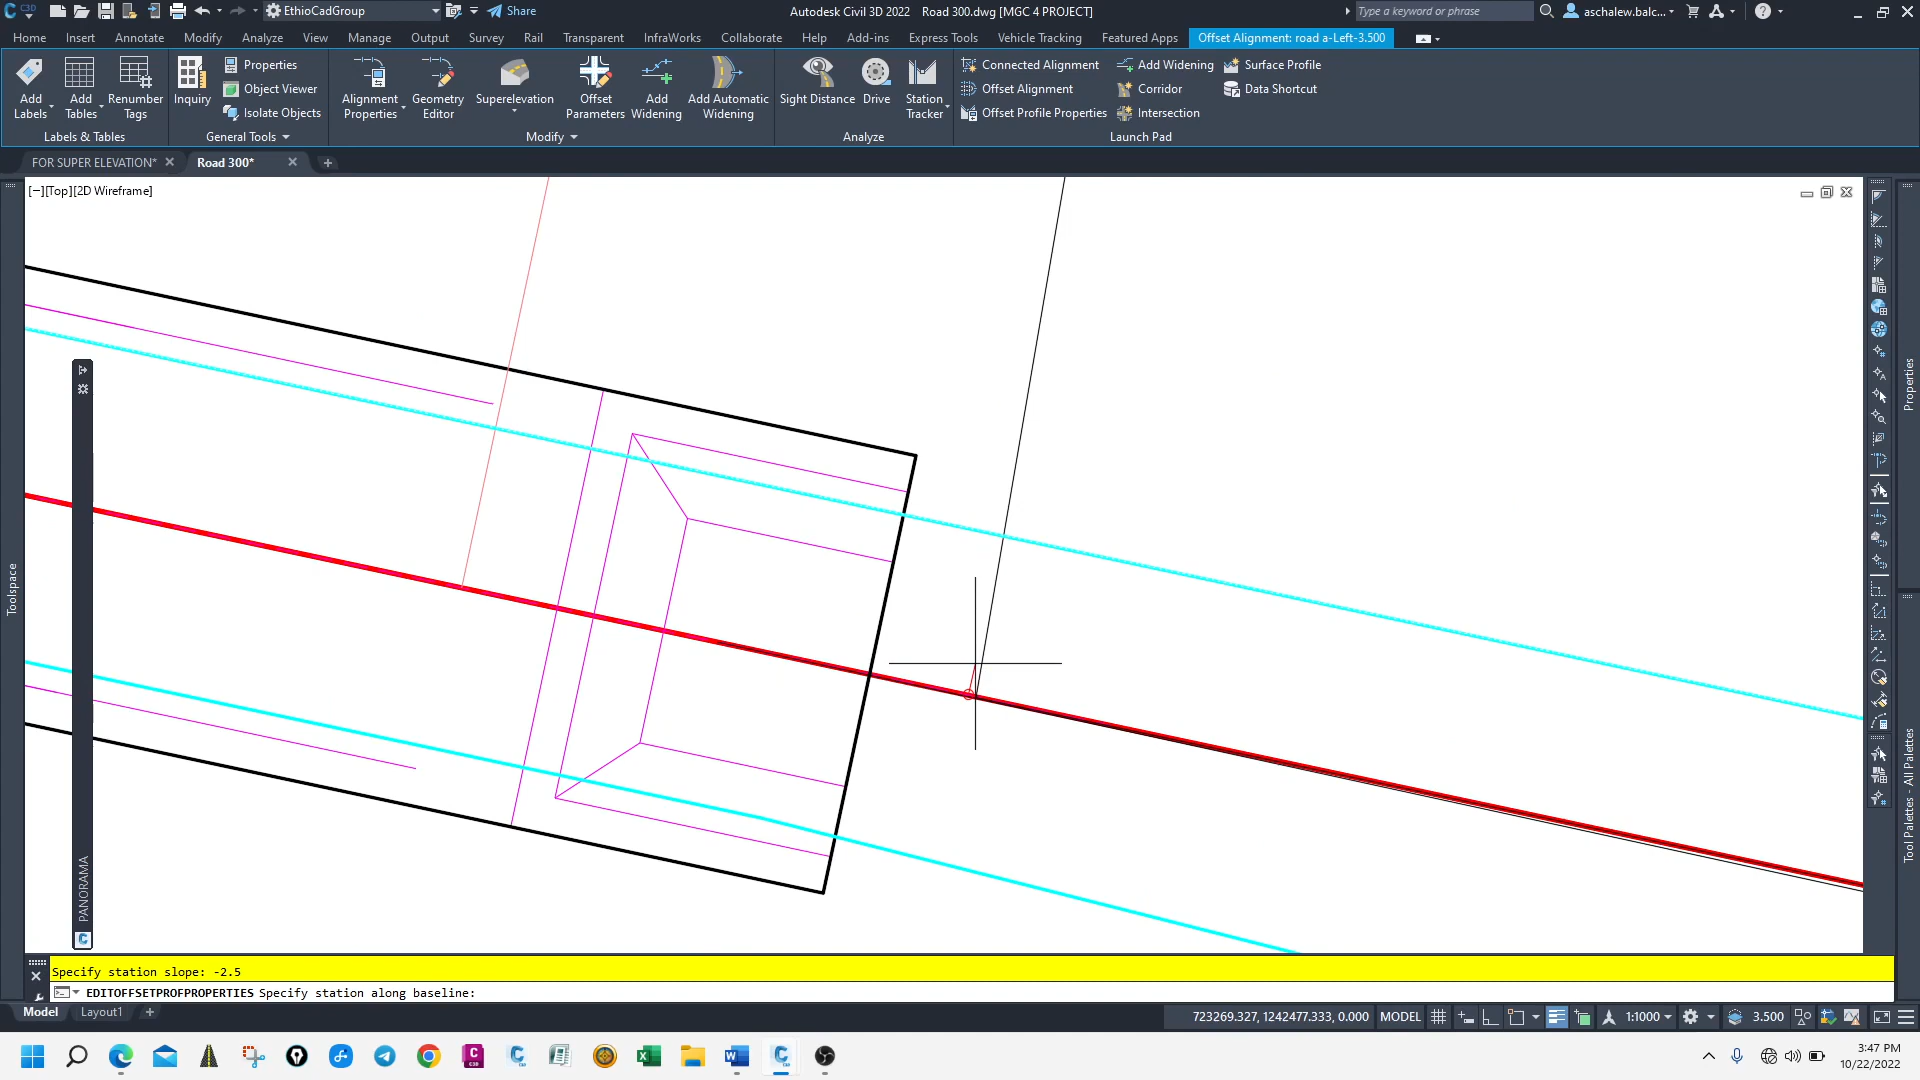 C3D
EthioCadGroup
Share
Autodesk Civil 3D 2022 Road 300.dwg [MGC 4 PROJECT]
Type a keyword or phrase
aschalew.balc...
Home Insert Annotate Modify Analyze View Manage Output Survey Rail Transparent InfraWorks Collaborate Help Add-ins Express Tools Vehicle Tracking Featured Apps Offset Alignment: road a-Left-3.500
Add Labels
Add Tables
Renumber Tags
Labels & Tables
Inquiry
Properties
Object Viewer
Isolate Objects
General Tools
Alignment Properties
Geometry Editor
Superelevation
Offset Parameters
Add Widening
Add Automatic Widening
Modify
Sight Distance
Drive
Station Tracker
Analyze
Connected Alignment
Offset Alignment
Offset Profile Properties
Add Widening
Corridor
Intersection
Surface Profile
Data Shortcut
Launch Pad
FOR SUPER ELEVATION*
Road 300*
[−][Top][2D Wireframe]
Toolspace
PANORAMA
Properties
Tool Palettes - All Palettes
Specify station slope: -2.5
EDITOFFSETPROFPROPERTIES Specify station along baseline:
Model Layout1
723269.327, 1242477.333, 0.000 MODEL 1:1000 3.500
3:47 PM
10/22/2022